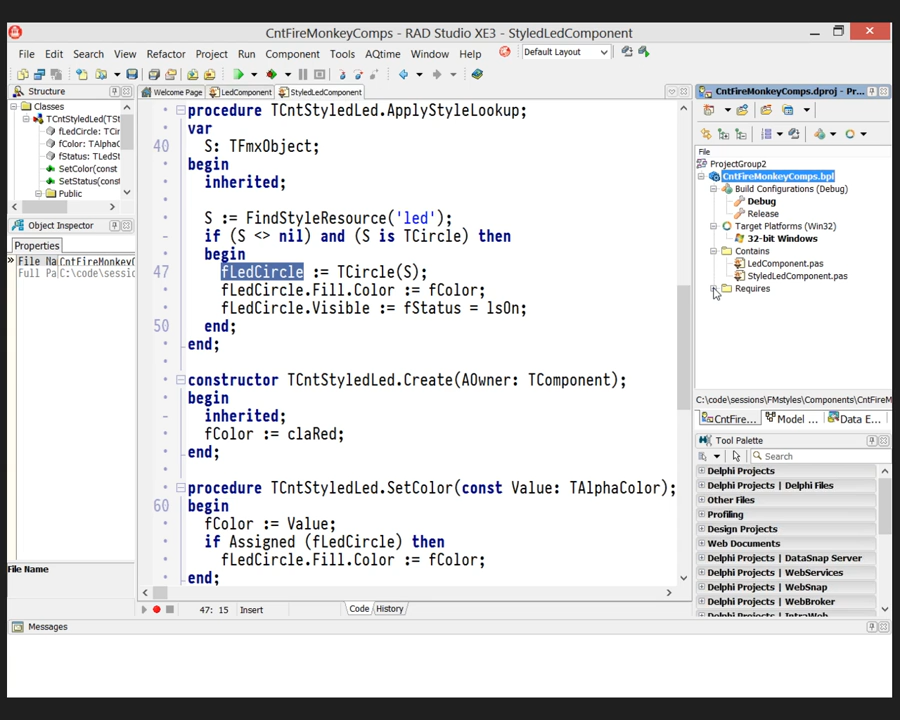 CntFireMonkeyComps - RAD Studio XE3 - StyledLedComponent
File Edit Search View Refactor Project Run Component Tools AQtime Window Help Default Layout
Structure
Classes
TCntStyledLed(TSt
fLedCircle: TCir
fColor: TAlphaC
fStatus: TLedSt
SetColor(const
SetStatus(const
Public
Object Inspector
Properties
File Na CntFireMonkey
Full Pa C:\code\sessio
File Name
Welcome Page LedComponent StyledLedComponent
procedure TCntStyledLed.ApplyStyleLookup;
var
40 S: TFmxObject;
begin
inherited;
S := FindStyleResource('led');
if (S <> nil) and (S is TCircle) then
begin
47 fLedCircle := TCircle(S);
fLedCircle.Fill.Color := fColor;
fLedCircle.Visible := fStatus = lsOn;
50 end;
end;
constructor TCntStyledLed.Create(AOwner: TComponent);
begin
inherited;
fColor := claRed;
end;
procedure TCntStyledLed.SetColor(const Value: TAlphaColor);
60 begin
fColor := Value;
if Assigned (fLedCircle) then
fLedCircle.Fill.Color := fColor;
end;
47: 15 Insert Code History
CntFireMonkeyComps.dproj - Pr...
File
ProjectGroup2
CntFireMonkeyComps.bpl
Build Configurations (Debug)
Debug
Release
Target Platforms (Win32)
32-bit Windows
Contains
LedComponent.pas
StyledLedComponent.pas
Requires
C:\code\sessions\FMstyles\Components\CntFireM
CntFire... Model ... Data E...
Tool Palette
Search
Delphi Projects
Delphi Projects | Delphi Files
Other Files
Profiling
Design Projects
Web Documents
Delphi Projects | DataSnap Server
Delphi Projects | WebServices
Delphi Projects | WebSnap
Delphi Projects | WebBroker
Delphi Projects | IntraWeb
Messages